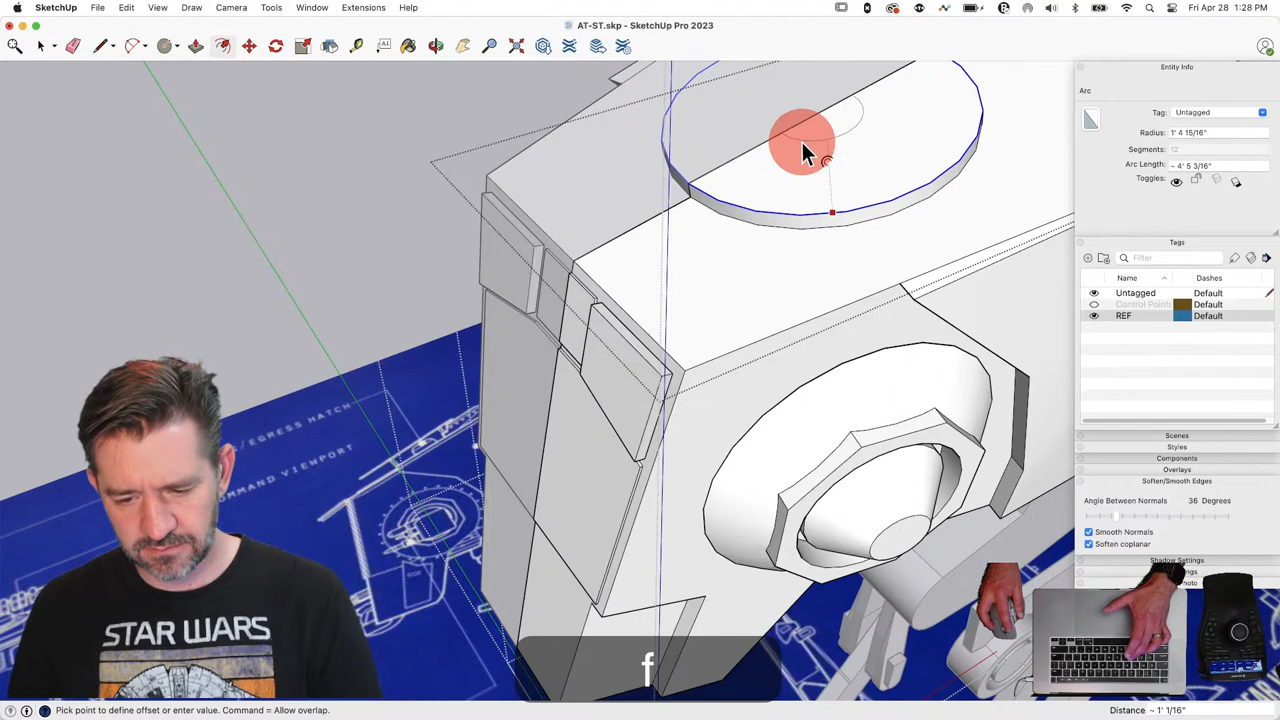 SketchUp File Edit View Draw Camera Tools Window Extensions Help
Fri Apr 28 1:28 PM
AT-ST.skp - SketchUp Pro 2023
Entity Info
Arc
Tag: Untagged
Radius: 1' 4 15/16"
Segments: 12
Arc Length: ~ 4' 5 3/16"
Toggles:
Tags
Filter
Name Dashes
Untagged Default
Control Points Default
REF Default
Scenes
Styles
Components
Overlays
Soften/Smooth Edges
Angle Between Normals 36 Degrees
Smooth Normals
Soften coplanar
Shadow Settings
/EGRESS HATCH
COMMAND VIEWPORT
STAR WARS
f
Pick point to define offset or enter value. Command = Allow overlap.
Distance ~ 1' 1/16"